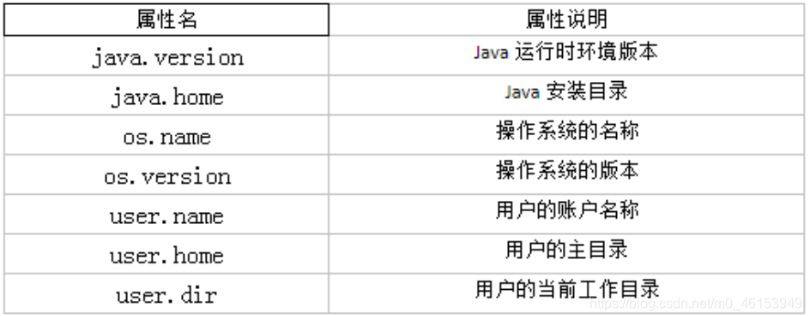 属性名 属性说明
java.version Java 运行时环境版本
java.home Java 安装目录
os.name 操作系统的名称
os.version 操作系统的版本
user.name 用户的账户名称
user.home 用户的主目录
user.dir 用户的当前工作目录
https://blog.csdn.net/m0_46153949